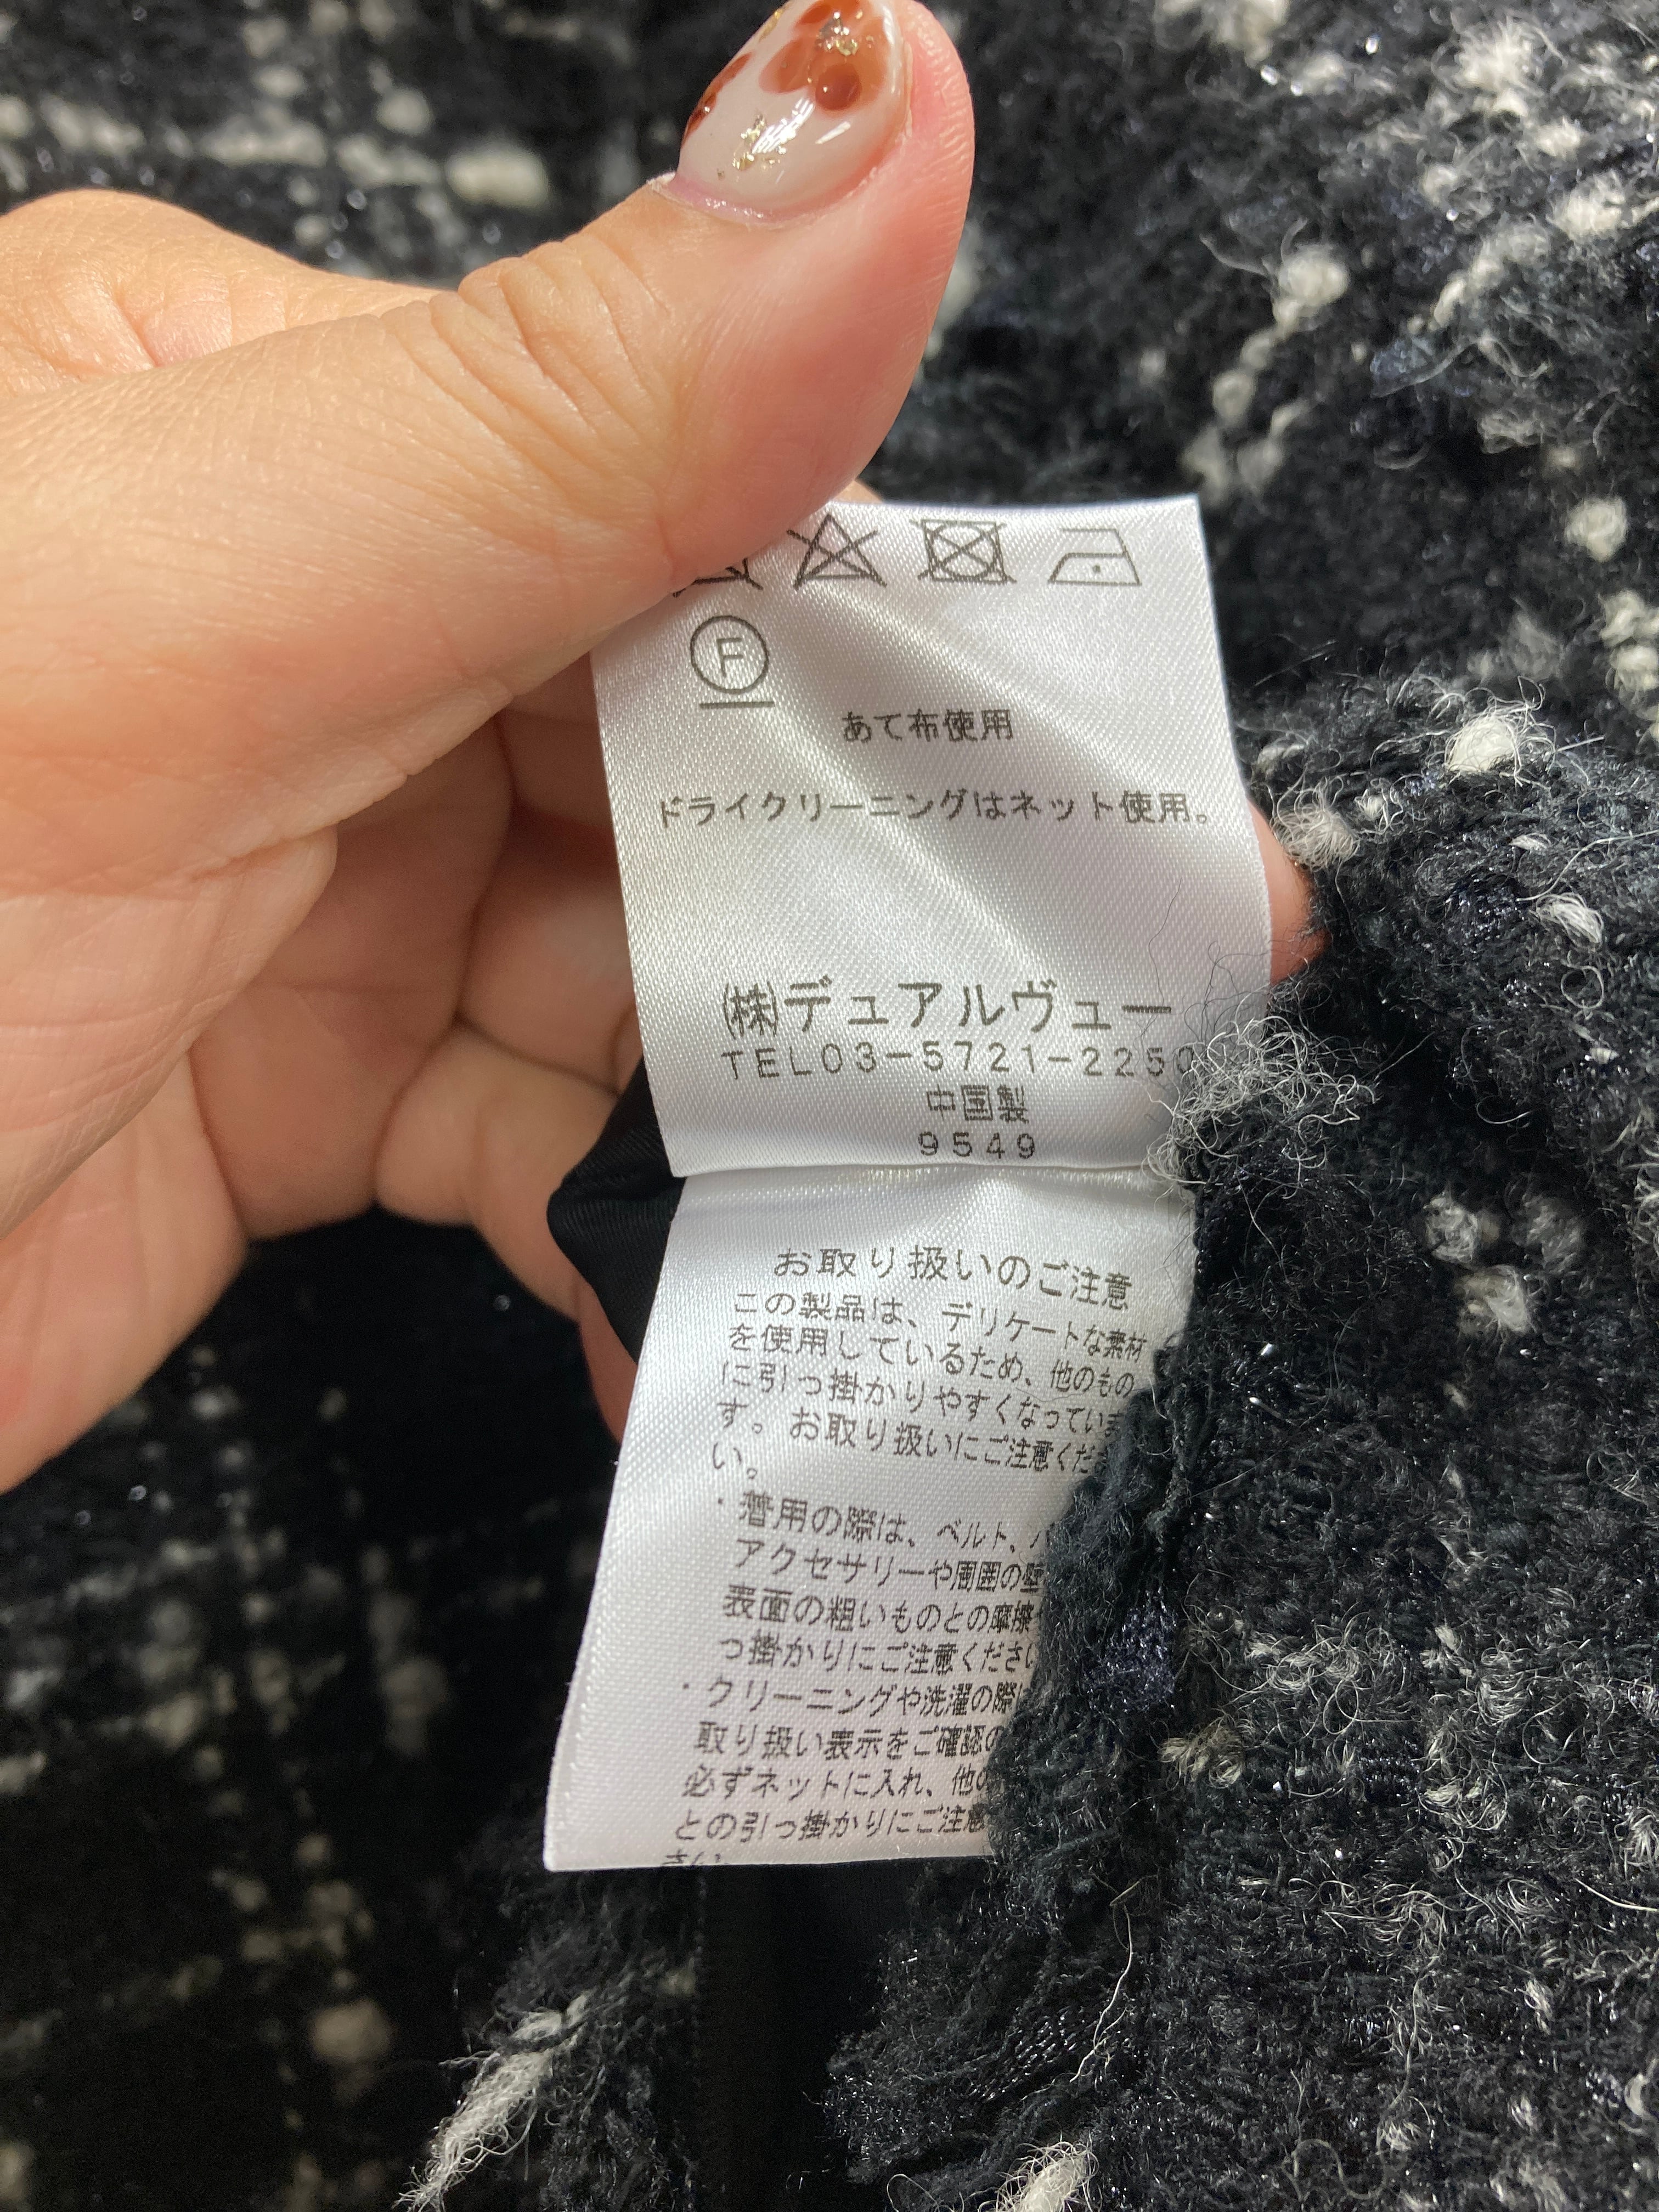 F
あて布使用
ドライクリーニングはネット使用。
㈱デュアルヴュー
TEL03-5721-2250
中国製
9549
お取り扱いのご注意
この製品は、デリケートな素材
を使用しているため、他のもの
に引っ掛かりやすくなっていま
す。お取り扱いにご注意くださ
い。
・着用の際は、ベルト、
アクセサリーや周囲の壁
表面の粗いものとの摩擦
っ掛かりにご注意ください
・クリーニングや洗濯の際に
取り扱い表示をご確認の
必ずネットに入れ、他の
との引っ掛かりにご注意
さい